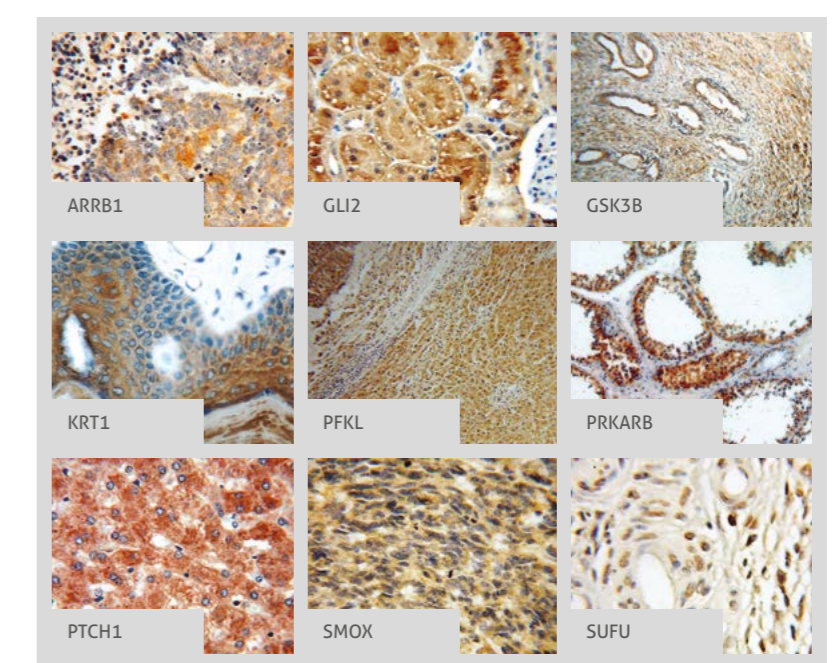 ARRB1
GLI2
GSK3B
KRT1
PFKL
PRKARB
PTCH1
SMOX
SUFU